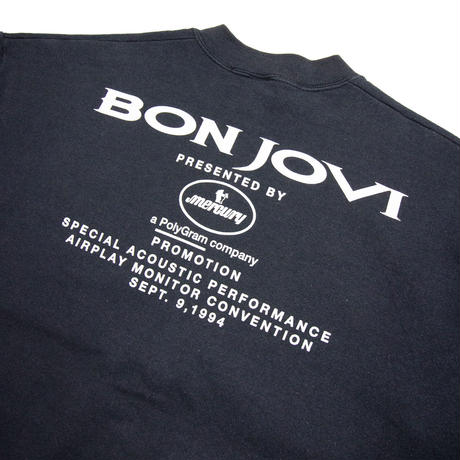 BON JOVI
PRESENTED BY
mercury
a PolyGram company
PROMOTION
SPECIAL ACOUSTIC PERFORMANCE
AIRPLAY MONITOR CONVENTION
SEPT. 9,1994